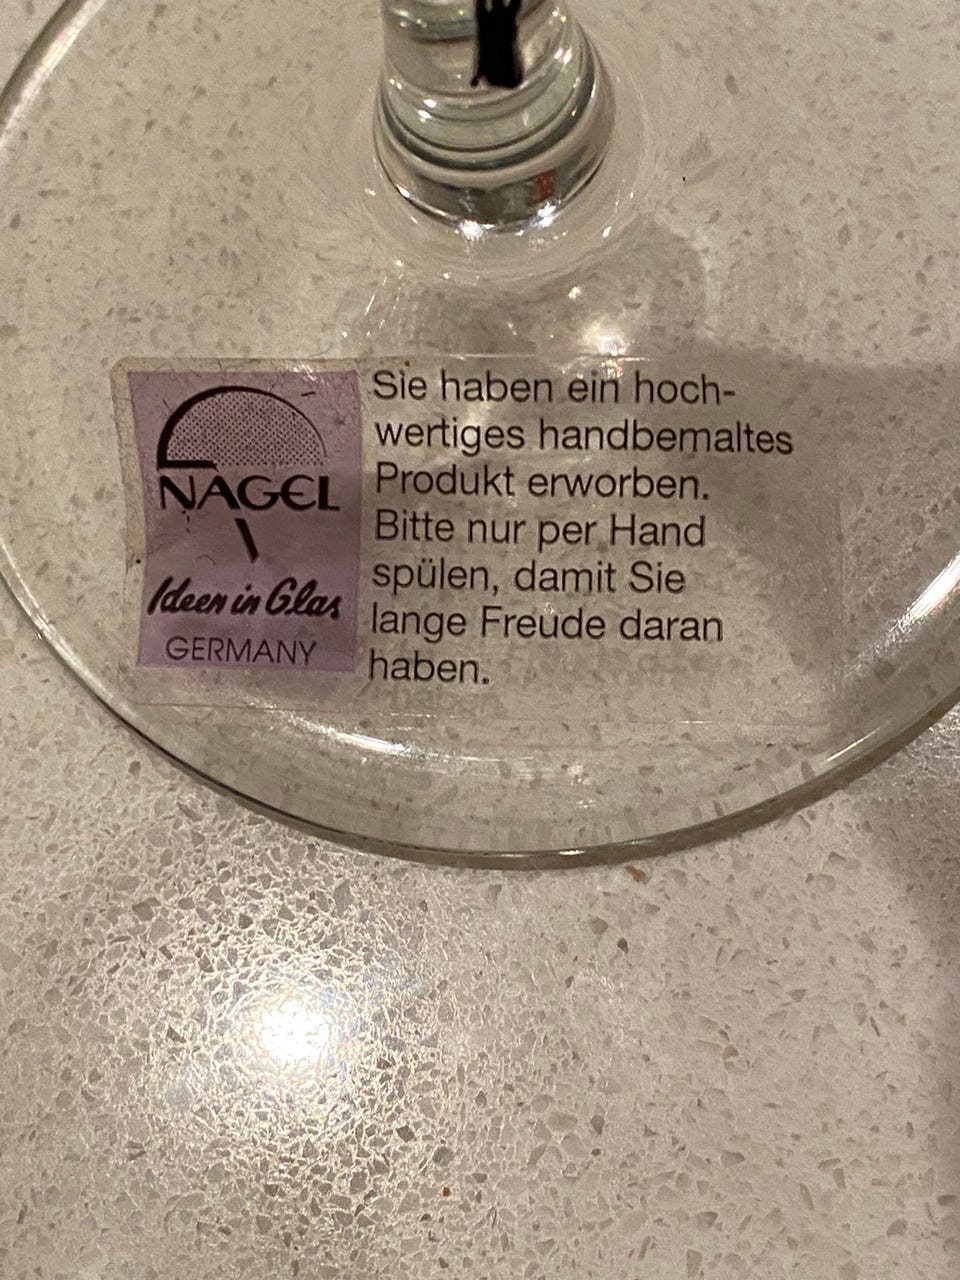 NAGEL
Ideen in Glas
GERMANY
Sie haben ein hoch-
wertiges handbemaltes
Produkt erworben.
Bitte nur per Hand
spülen, damit Sie
lange Freude daran
haben.